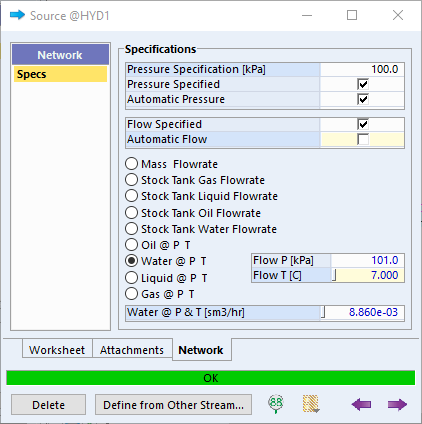 Source @HYD1
Network
Specs
Specifications
Pressure Specification [kPa] 100.0
Pressure Specified
Automatic Pressure
Flow Specified
Automatic Flow
Mass Flowrate
Stock Tank Gas Flowrate
Stock Tank Liquid Flowrate
Stock Tank Oil Flowrate
Stock Tank Water Flowrate
Oil @ P T
Water @ P T
Flow P [kPa] 101.0
Liquid @ P T
Flow T [C] 7.000
Gas @ P T
Water @ P & T [sm3/hr] 8.860e-03
Worksheet Attachments Network
OK
Delete Define from Other Stream... 88